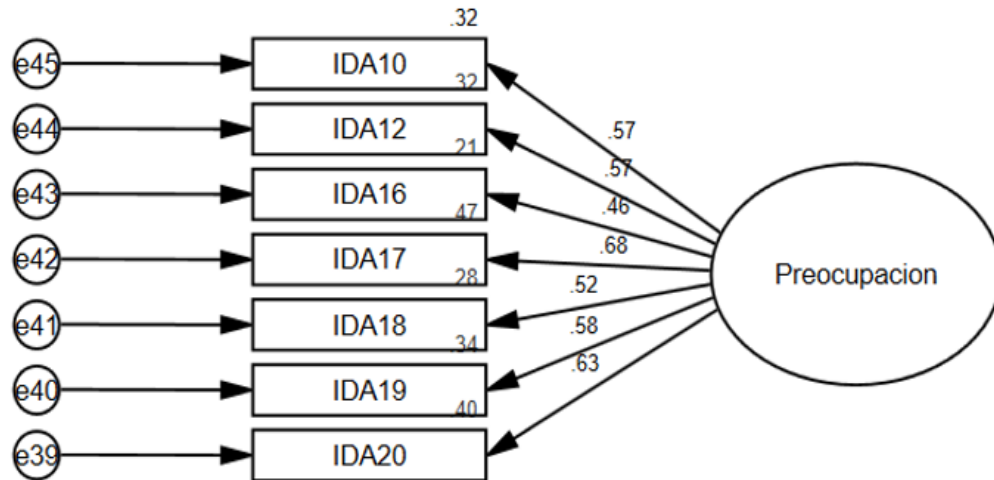 .32
e45 IDA10
.32 .57
e44 IDA12
.21 .57
e43 IDA16 .46
.47 .68
e42 IDA17 Preocupacion
.28 .52
e41 IDA18 .58
.34 .63
e40 IDA19
.40
e39 IDA20